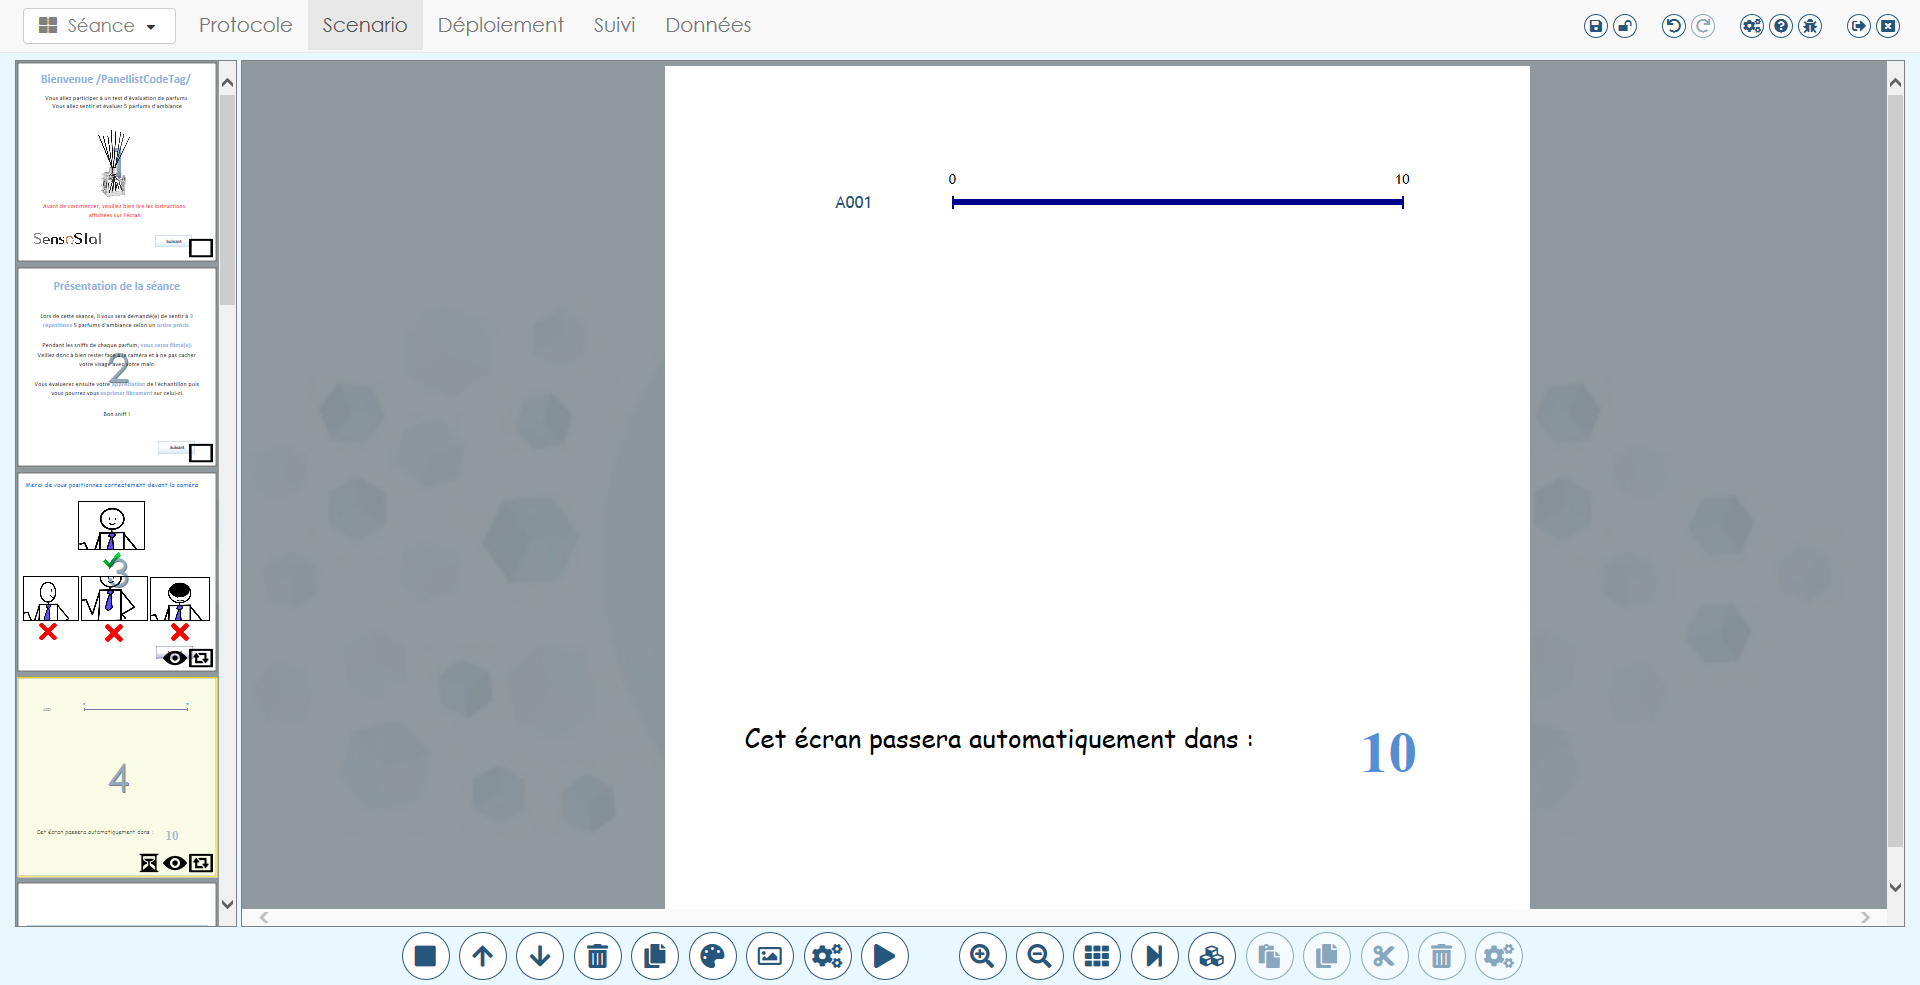 Séance
Protocole
Scenario
Déploiement
Suivi
Données
Bienvenue /PanellistCodeTag/
Vous allez participer à un test d'évaluation de parfums
Vous allez sentir et évaluer 5 parfums d'ambiance
Avant de commencer, veuillez bien lire les instructions
affichées sur l'écran
SensoStal
Suivant
Présentation de la séance
Lors de cette séance, il vous sera demandé(e) de sentir à 3
répétitions 5 parfums d'ambiance selon un ordre précis.
Pendant les sniffs de chaque parfum, vous serez filmé(e).
Veillez donc à bien rester face à la caméra et à ne pas cacher
votre visage avec votre main.
2
Vous évaluerez ensuite votre appréciation de l'échantillon puis
vous pourrez vous exprimer librement sur celui-ci.
Bon sniff !
Suivant
Merci de vous positionnez correctement devant la caméra
3
4
Cet écran passera automatiquement dans :
10
0
10
A001
Cet écran passera automatiquement dans :
10